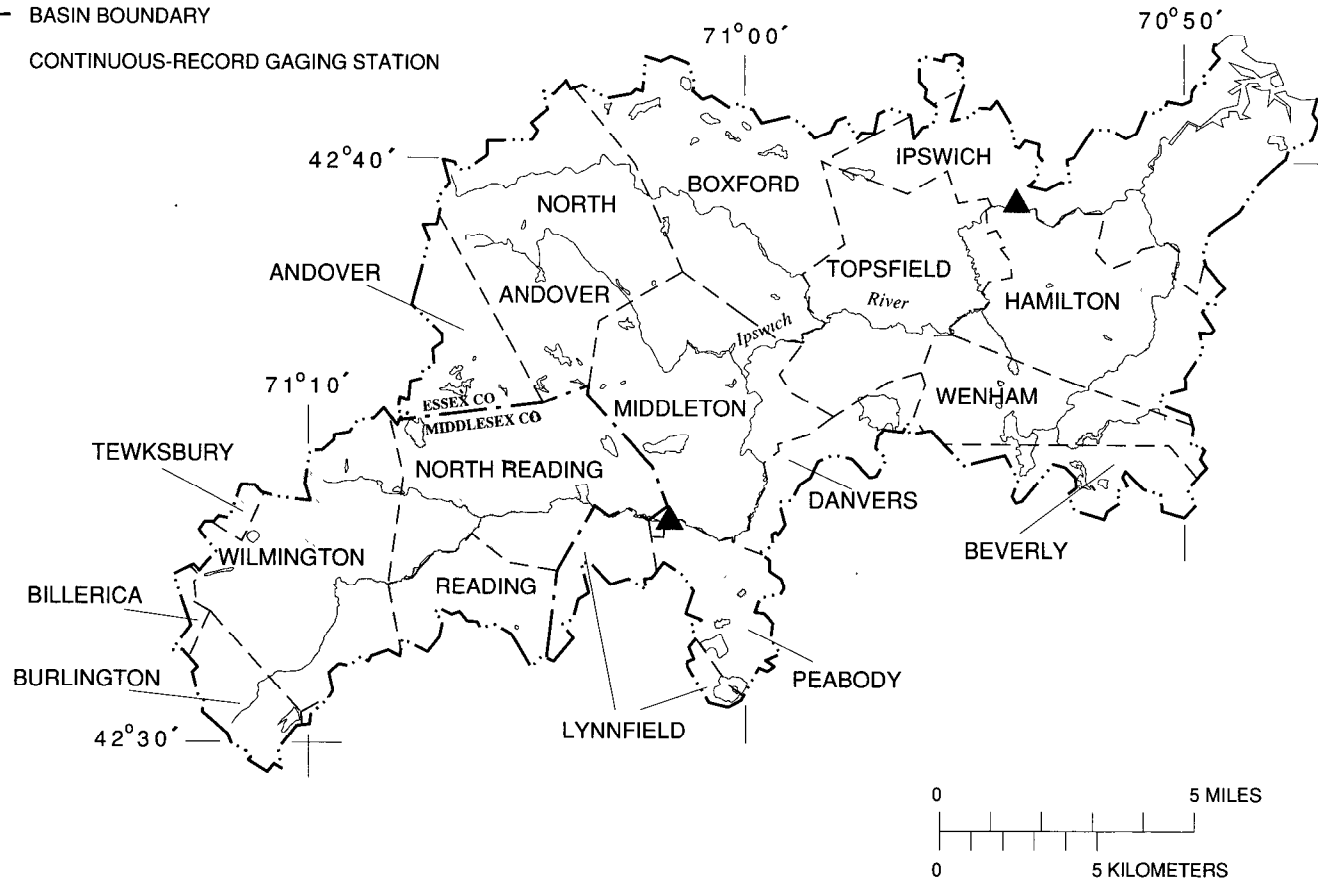 BASIN BOUNDARY
CONTINUOUS-RECORD GAGING STATION
70°50′
71°00′
42°40′
IPSWICH
BOXFORD
NORTH
ANDOVER
TOPSFIELD
ANDOVER
River
HAMILTON
Ipswich
71°10′
ESSEX CO
MIDDLESEX CO
MIDDLETON
WENHAM
TEWKSBURY
NORTH READING
DANVERS
WILMINGTON
BEVERLY
READING
BILLERICA
BURLINGTON
PEABODY
LYNNFIELD
42°30′
0 5 MILES
0 5 KILOMETERS